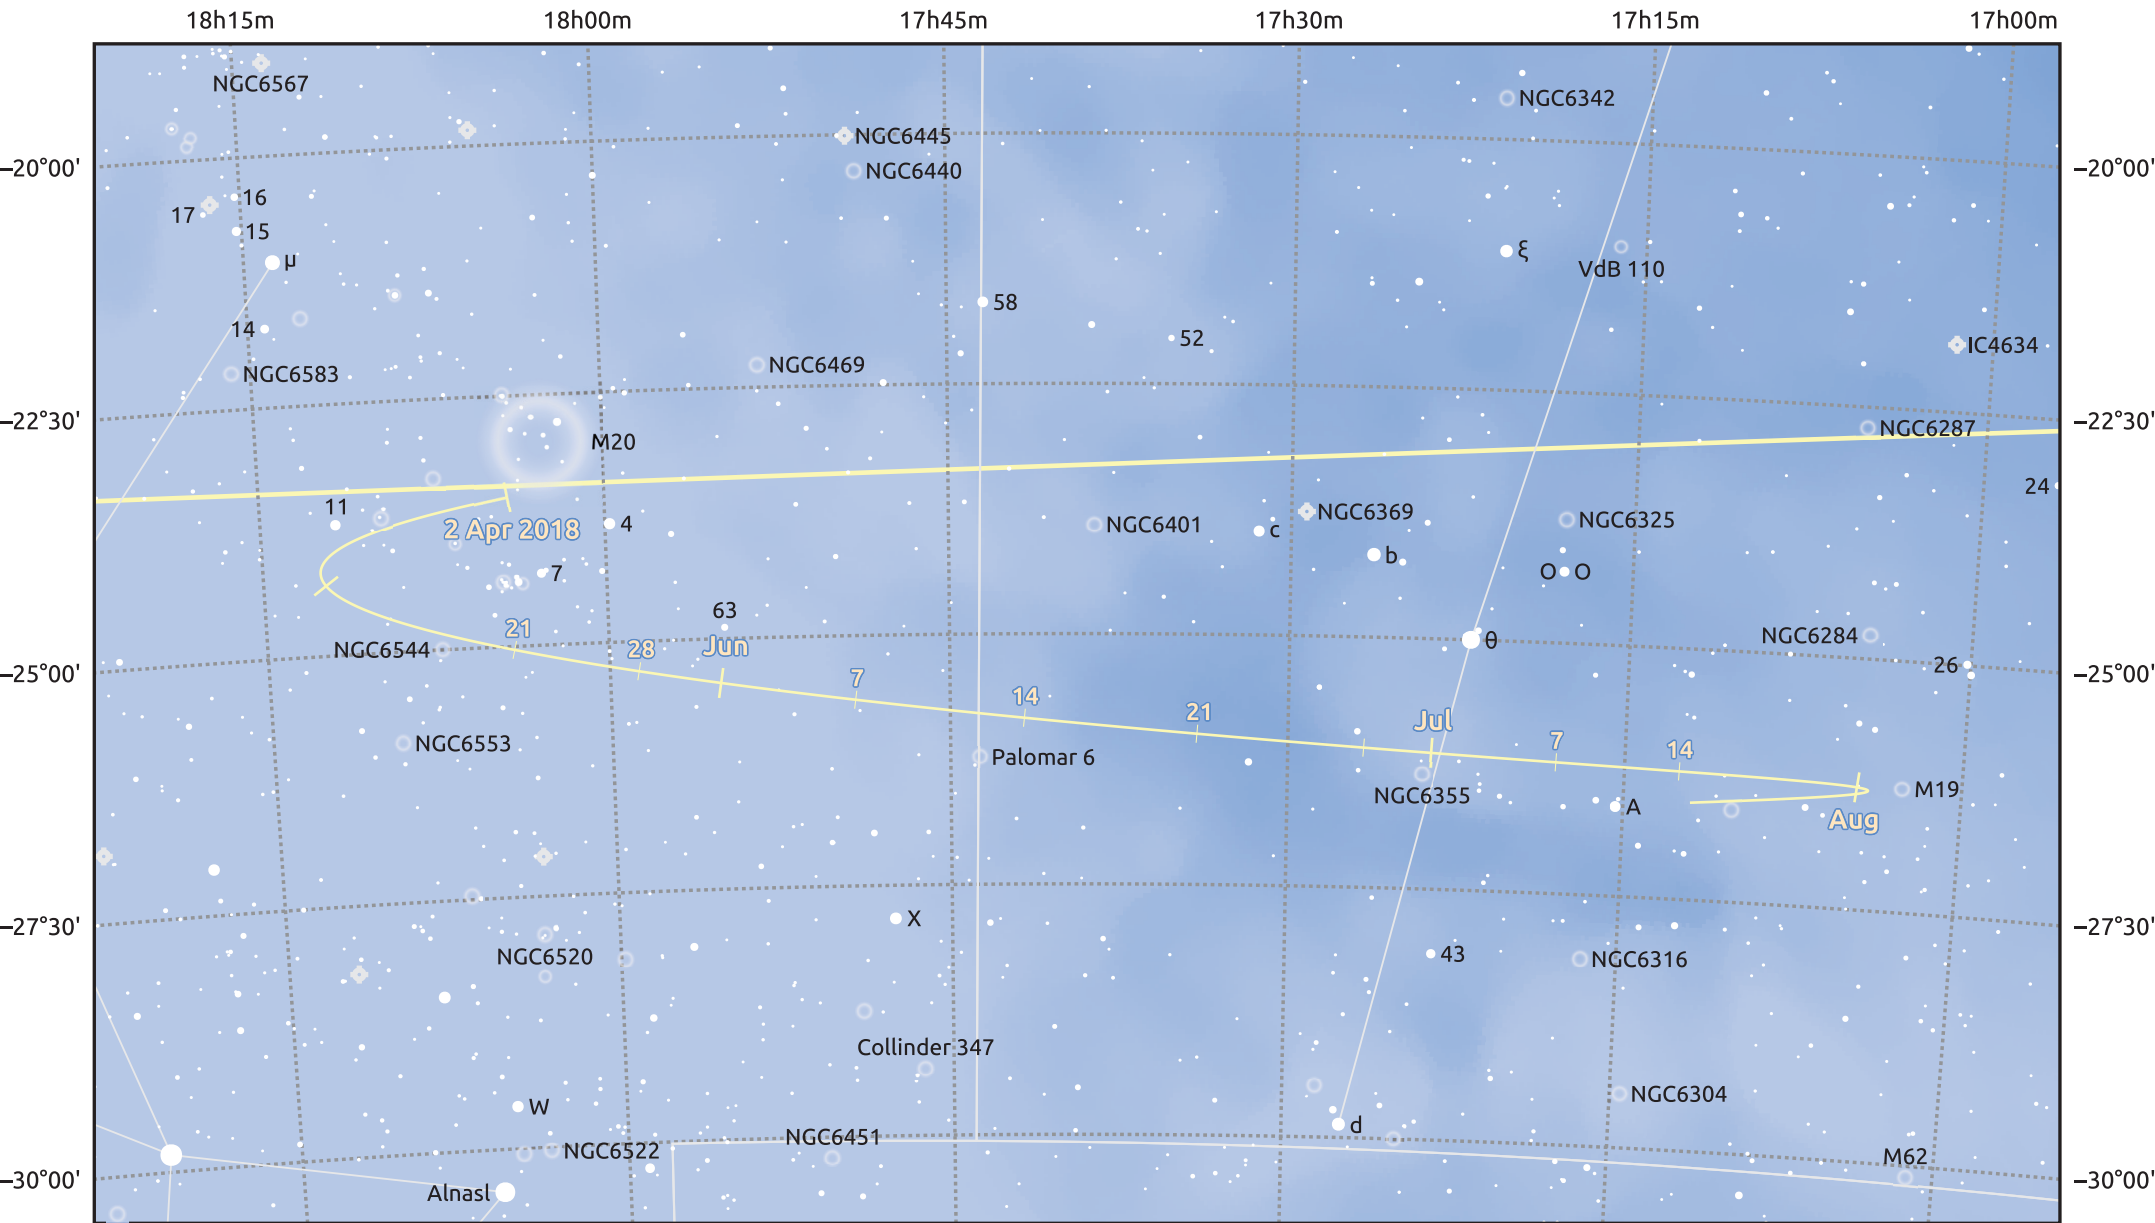 18h15m 18h00m 17h45m 17h30m 17h15m 17h00m
NGC6567
NGC6342
NGC6445
−20°00' NGC6440 −20°00'
16
17
15
μ
ξ
VdB 110
58
14
52
IC4634
NGC6583
NGC6469
−22°30' −22°30'
M20
NGC6287
24
11
2 Apr 2018
4
NGC6401
c
NGC6369
NGC6325
b
7
O O
63
21
θ
NGC6284
NGC6544
28
Jun
26
−25°00' −25°00'
7
14
21
Jul
7
14
NGC6553
Palomar 6
NGC6355
A
M19
Aug
X
−27°30' −27°30'
NGC6520
43
NGC6316
Collinder 347
NGC6304
W
d
NGC6451
NGC6522
M62
−30°00' −30°00'
Alnasl